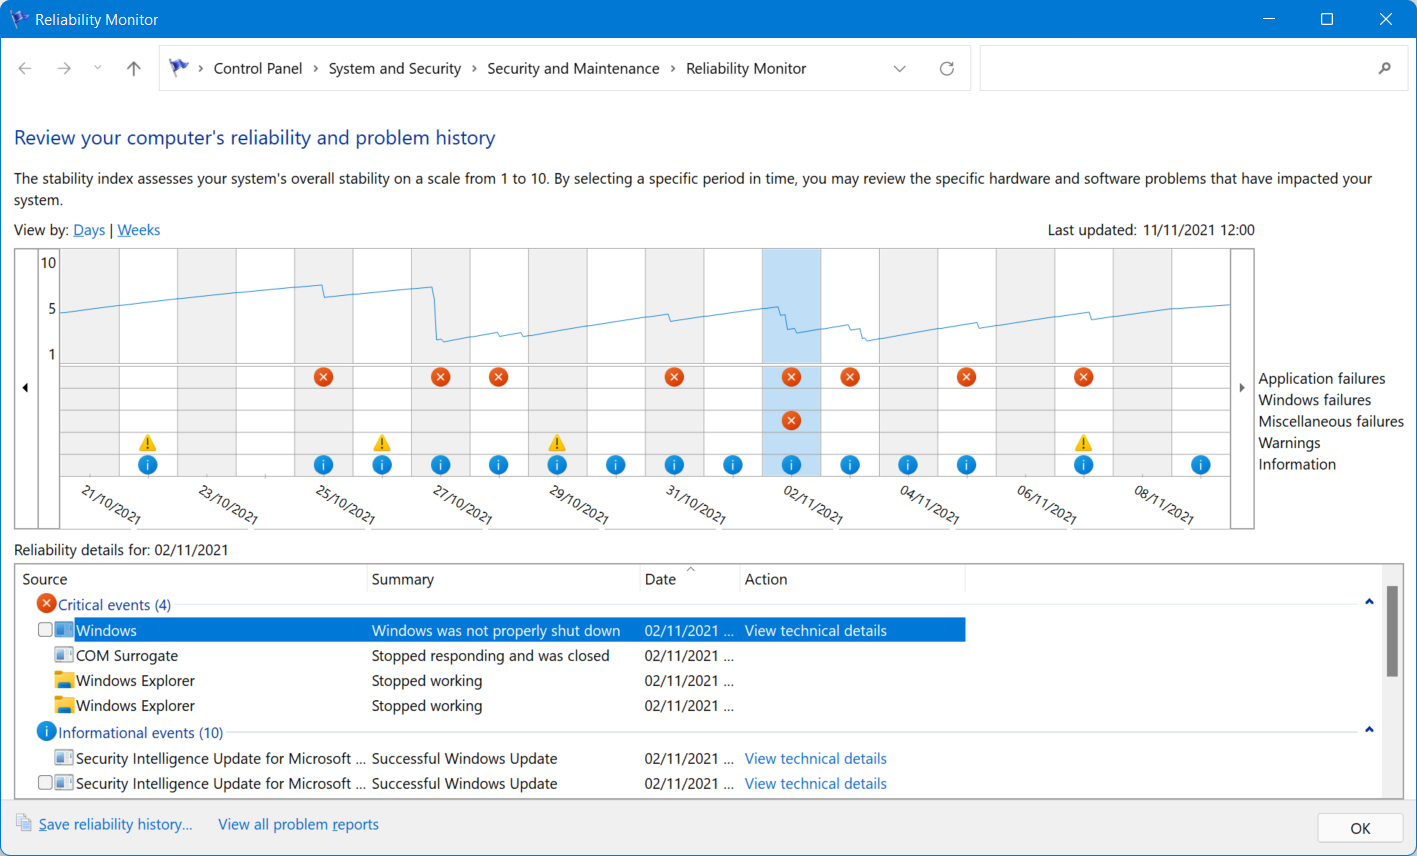 Reliability Monitor
Control Panel > System and Security > Security and Maintenance > Reliability Monitor
Review your computer's reliability and problem history
The stability index assesses your system's overall stability on a scale from 1 to 10. By selecting a specific period in time, you may review the specific hardware and software problems that have impacted your
system.
View by: Days | Weeks
Last updated: 11/11/2021 12:00
10
5
1
Application failures
Windows failures
Miscellaneous failures
Warnings
Information
21/10/2021 23/10/2021 25/10/2021 27/10/2021 29/10/2021 31/10/2021 02/11/2021 04/11/2021 06/11/2021 08/11/2021
Reliability details for: 02/11/2021
Source Summary Date Action
Critical events (4)
Windows Windows was not properly shut down 02/11/2021 ... View technical details
COM Surrogate Stopped responding and was closed 02/11/2021 ...
Windows Explorer Stopped working 02/11/2021 ...
Windows Explorer Stopped working 02/11/2021 ...
Informational events (10)
Security Intelligence Update for Microsoft ... Successful Windows Update 02/11/2021 ... View technical details
Security Intelligence Update for Microsoft ... Successful Windows Update 02/11/2021 ... View technical details
Save reliability history... View all problem reports
OK